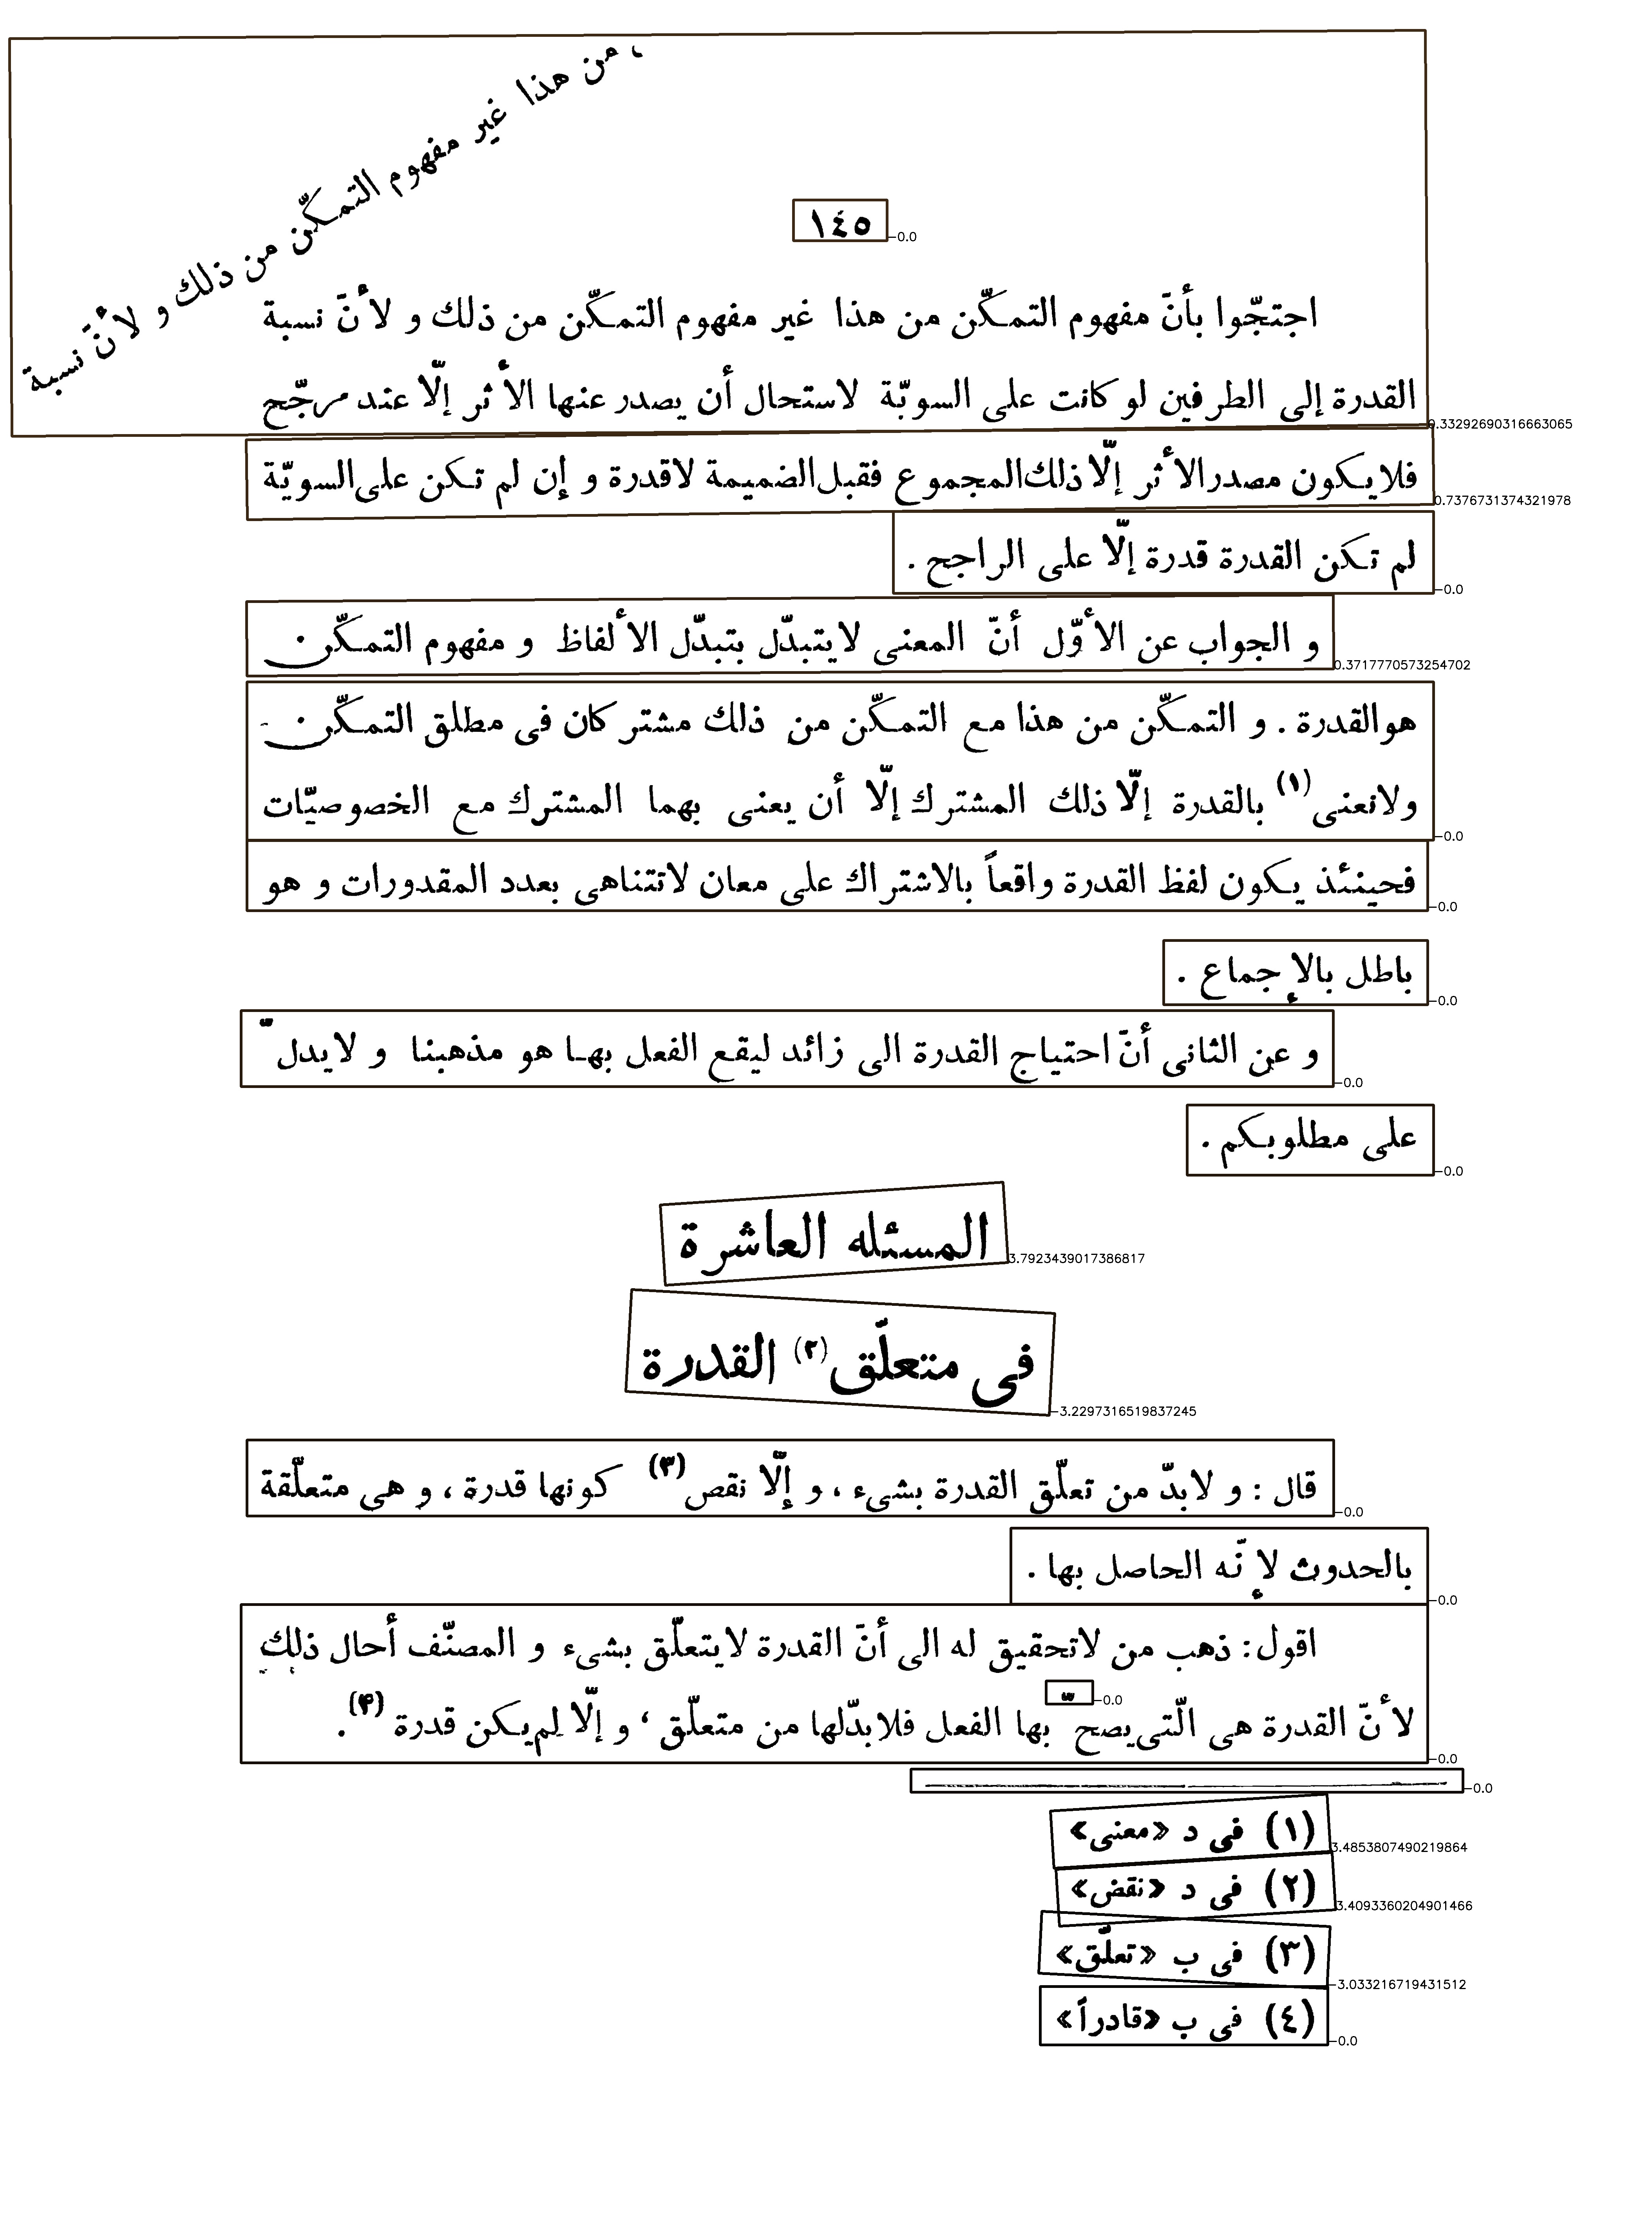 ، من هذا غير مفهوم التمكّن من ذلك و لأنّ نسبة
١٤٥
0.0
اجتجّوا بأنّ مفهوم التمكّن من هذا غير مفهوم التمكّن من ذلك و لأنّ نسبة
القدرة إلى الطرفين لو كانت على السويّة لاستحال أن يصدر عنها الأثر إلّا عند مرجّح
0.33292690316663065
فلا يكون مصدر الأثر إلّا ذلك المجموع فقبل الضميمة لاقدرة و إن لم تكن على السويّة
0.7376731374321978
لم تكن القدرة قدرة إلّا على الراجح .
0.0
و الجواب عن الأوّل أنّ المعنى لايتبدّل بتبدّل الألفاظ و مفهوم التمكّن
0.3717770573254702
هو القدرة . و التمكّن من هذا مع التمكّن من ذلك مشتركان فى مطلق التمكّن
ولانعنى (١) بالقدرة إلّا ذلك المشترك إلّا أن يعنى بهما المشترك مع الخصوصيّات
0.0
فحينئذ يكون لفظ القدرة واقعاً بالاشتراك على معان لاتتناهى بعدد المقدورات و هو
0.0
باطل بالإجماع .
0.0
و عن الثانى أنّ احتياج القدرة الى زائد ليقع الفعل بها هو مذهبنا و لايدلّ
0.0
على مطلوبكم .
0.0
المسئله العاشرة
3.7923439017386817
فى متعلّق (٢) القدرة
-3.2297316519837245
قال : و لابدّ من تعلّق القدرة بشىء ، و إلّا نقص (٣) كونها قدرة ، و هى متعلّقة
0.0
بالحدوث لإنّه الحاصل بها .
0.0
اقول : ذهب من لاتحقيق له الى أنّ القدرة لايتعلّق بشىء و المصنّف أحال ذلك
0.0
لأنّ القدرة هى الّتى يصحّ بها الفعل فلابدّلها من متعلّق ، و إلّا لم يكن قدرة (۴) .
0.0
0.0
(١) فى د «معنى»
3.4853807490219864
(٢) فى د «نقض»
3.4093360204901466
(٣) فى ب «تعلّق»
-3.033216719431512
(٤) فى ب «قادراً»
0.0